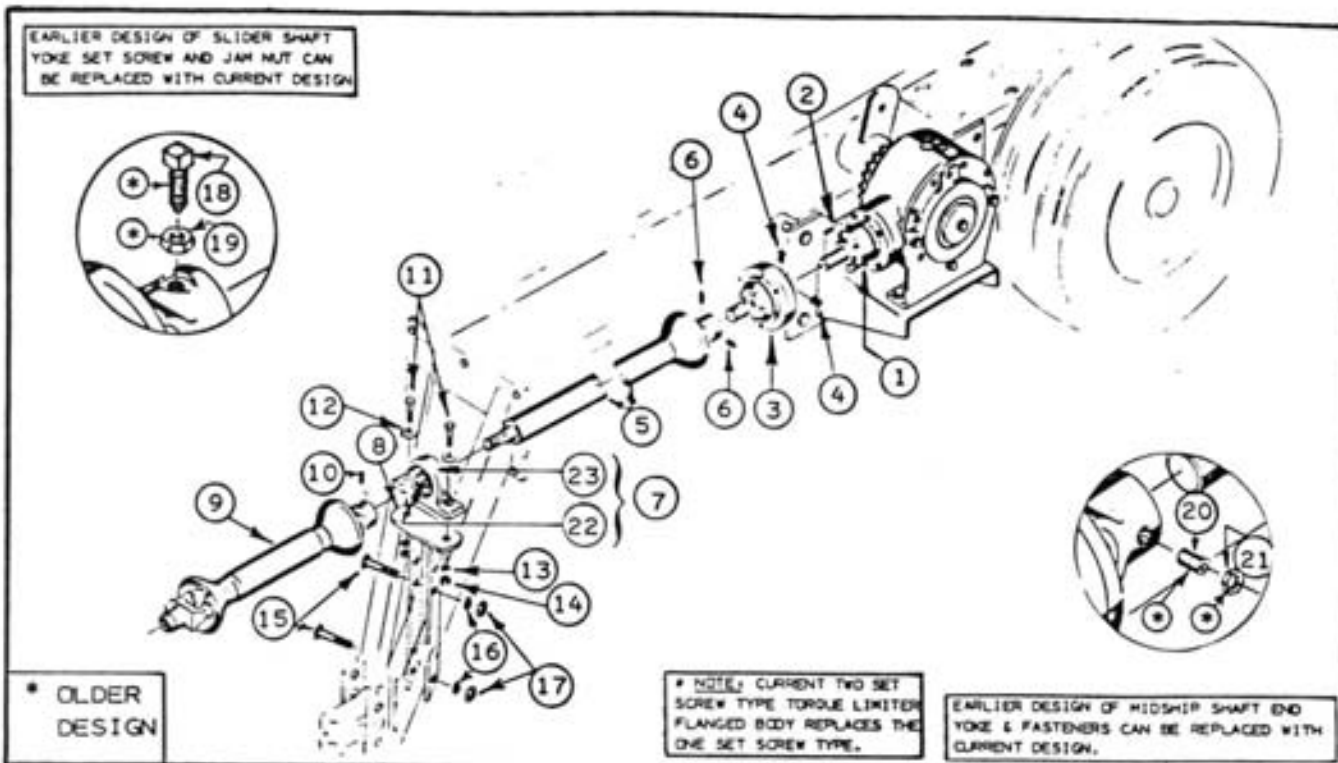 EARLIER DESIGN OF SLIDER SHAFT
YOKE SET SCREW AND JAM NUT CAN
BE REPLACED WITH CURRENT DESIGN
2
4
6
*
18
*
19
11
12
8
10
9
5
6
3
4
1
23
7
22
20
13
21
14
15
16
17
*
*
* OLDER
DESIGN
* NOTE: CURRENT TWO SET
SCREW TYPE TORQUE LIMITER
FLANGED BODY REPLACES THE
ONE SET SCREW TYPE.
EARLIER DESIGN OF MIDSHIP SHAFT END
YOKE & FASTENERS CAN BE REPLACED WITH
CURRENT DESIGN.